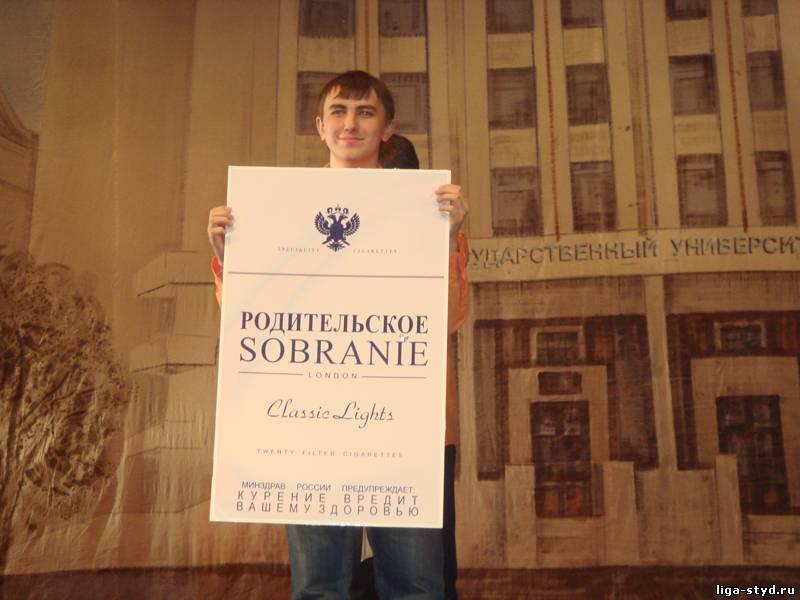 SPECIALITY CIGARETTES
РОДИТЕЛЬСКОЕ
SOBRANIE
LONDON
Classic Lights
TWENTY FILTER CIGARETTES
МИНЗДРАВ РОССИИ ПРЕДУПРЕЖДАЕТ:
КУРЕНИЕ ВРЕДИТ
ВАШЕМУ ЗДОРОВЬЮ
УДАРСТВЕННЫЙ УНИВЕРСИТ
liga-styd.ru